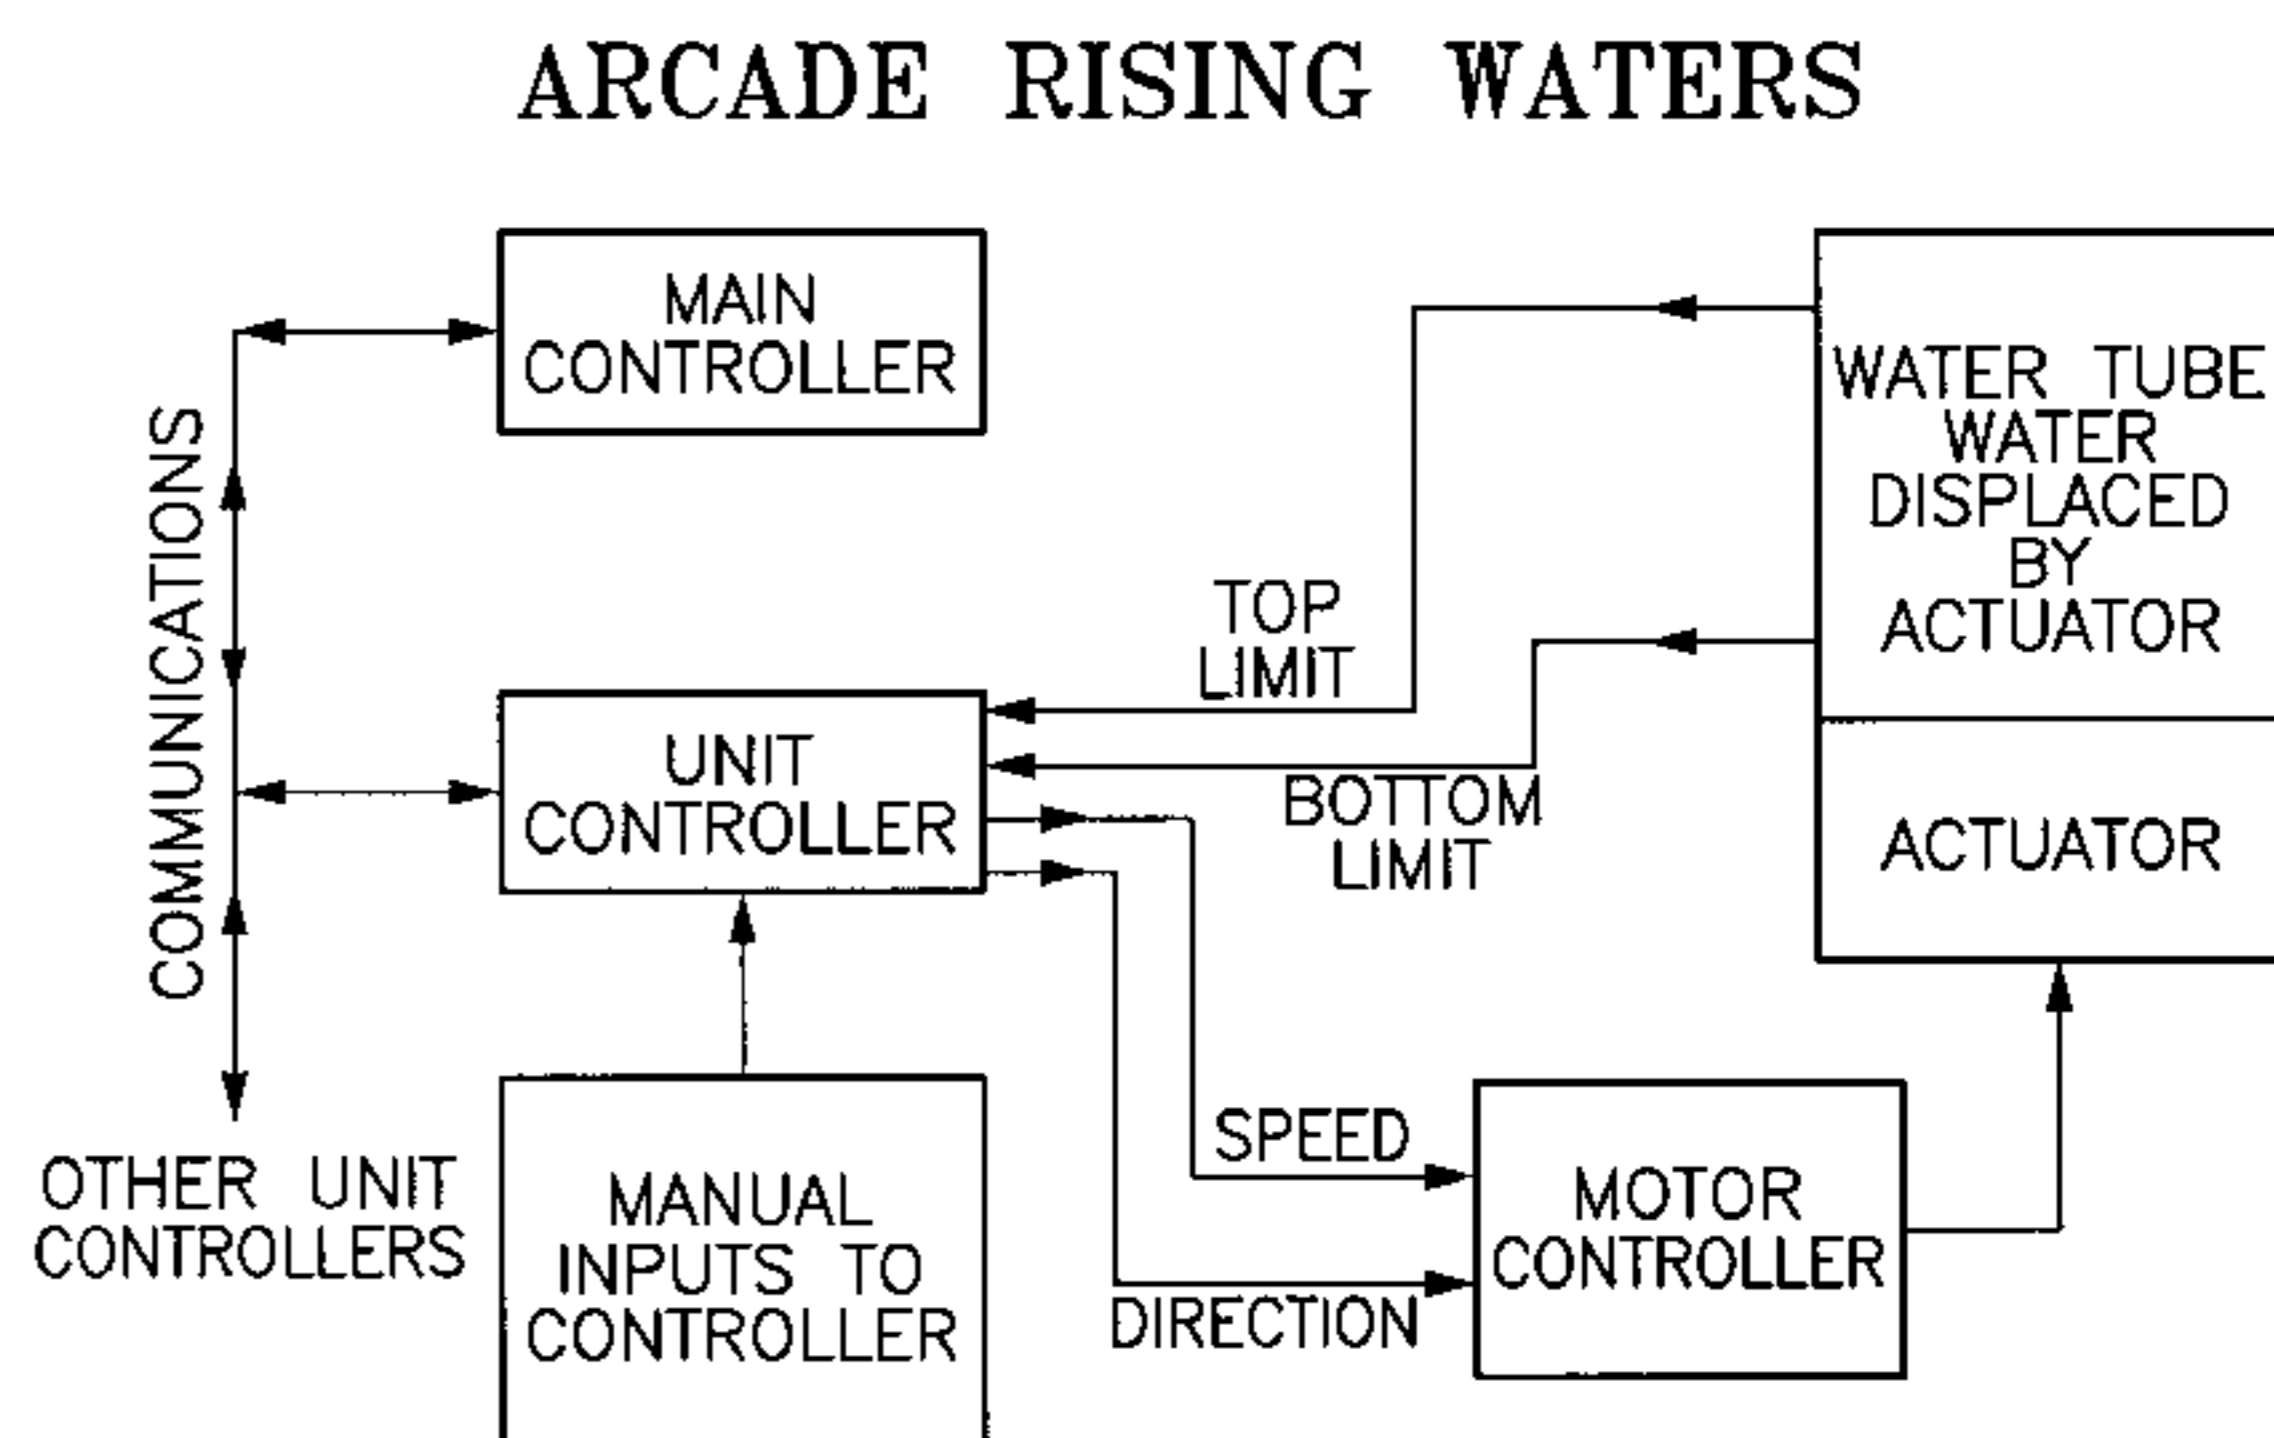 ARCADE RISING WATERS
MAIN
CONTROLLER
COMMUNICATIONS
WATER TUBE
WATER
DISPLACED
BY
ACTUATOR
TOP
LIMIT
UNIT
CONTROLLER
BOTTOM
LIMIT
ACTUATOR
OTHER UNIT
CONTROLLERS
MANUAL
INPUTS TO
CONTROLLER
SPEED
DIRECTION
MOTOR
CONTROLLER